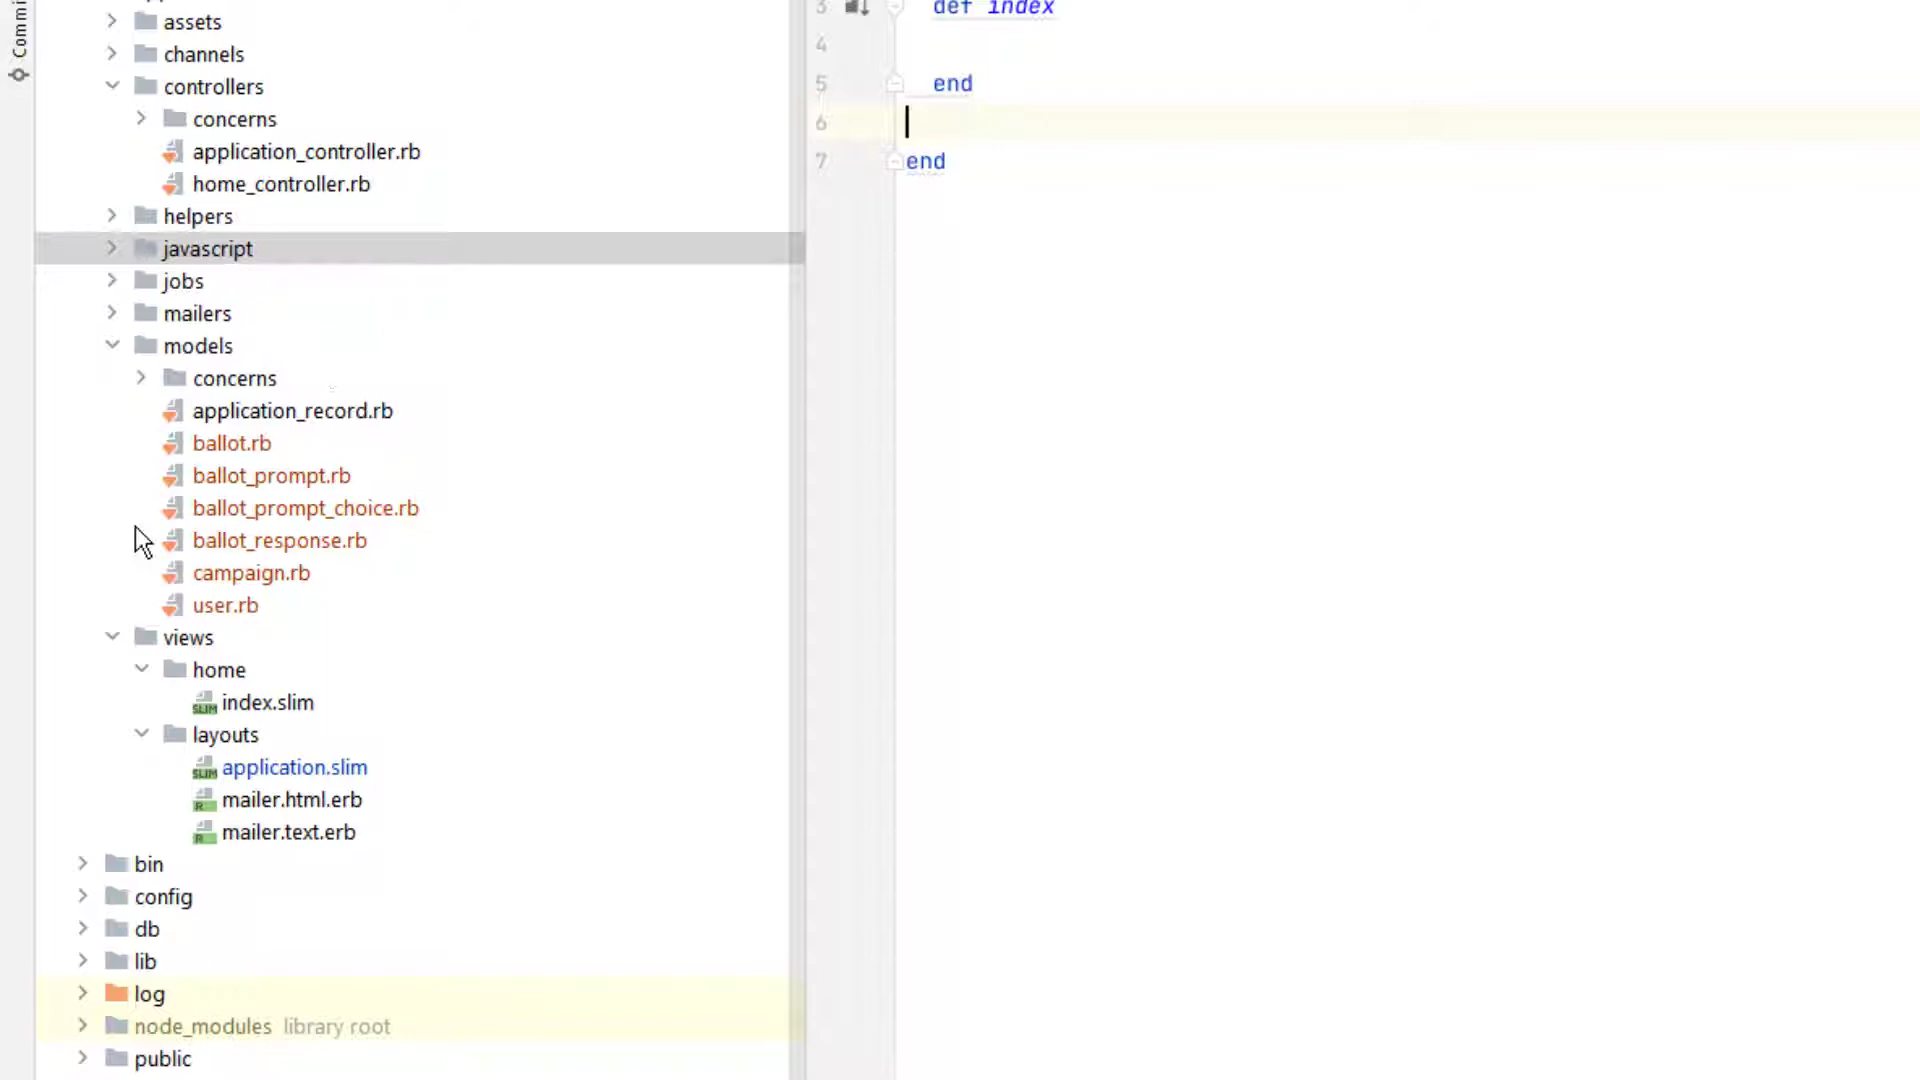 Commi
assets
channels
controllers
concerns
application_controller.rb
home_controller.rb
helpers
javascript
jobs
mailers
models
concerns
application_record.rb
ballot.rb
ballot_prompt.rb
ballot_prompt_choice.rb
ballot_response.rb
campaign.rb
user.rb
views
home
SLIM index.slim
layouts
SLIM application.slim
R mailer.html.erb
R mailer.text.erb
bin
config
db
lib
log
node_modules library root
public
3 def index
4
5 end
6
7 end